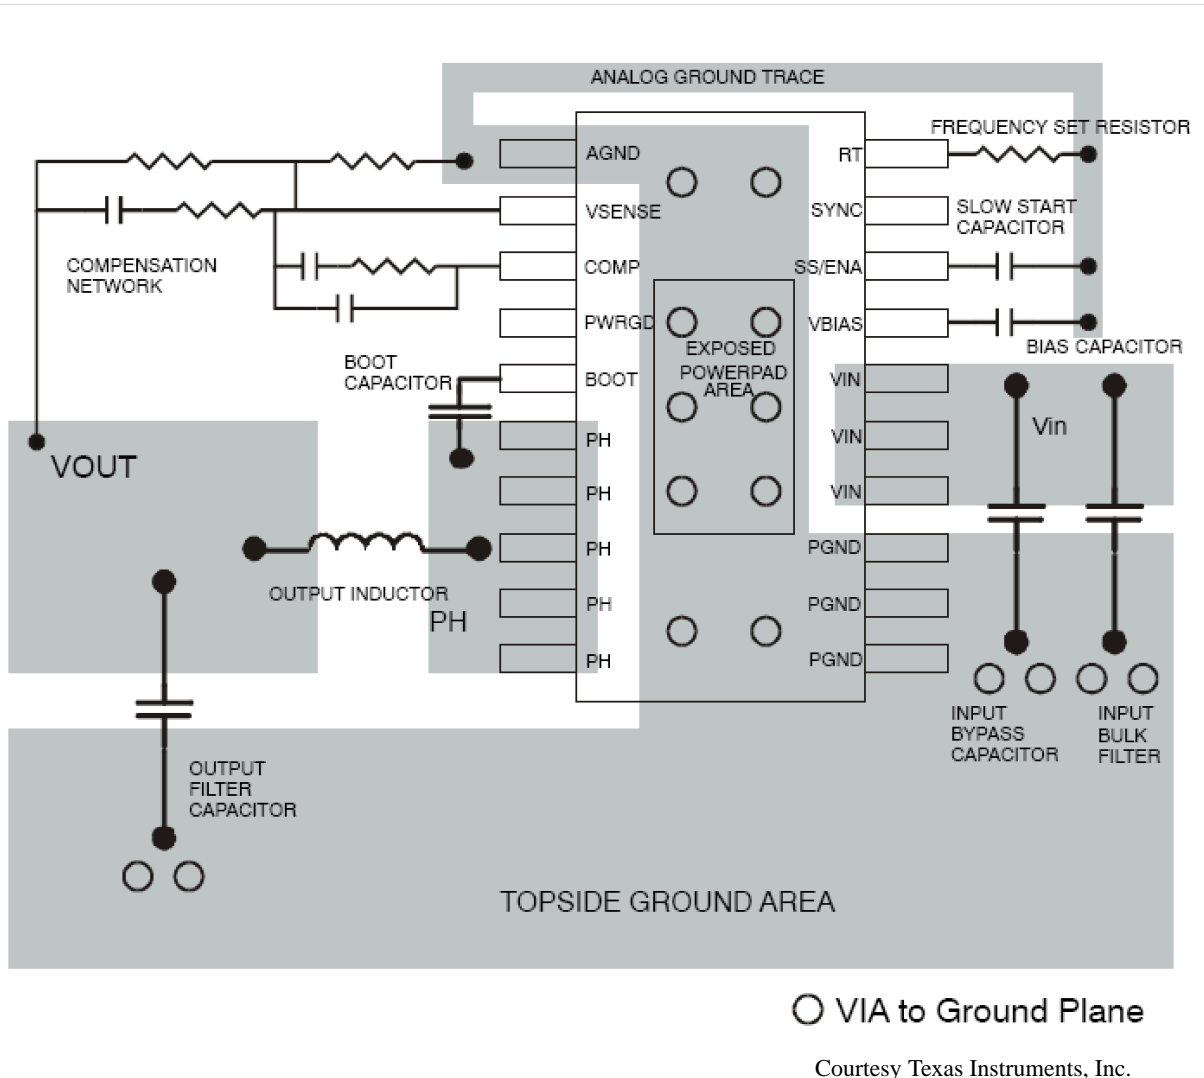 ANALOG GROUND TRACE
FREQUENCY SET RESISTOR
AGND
RT
VSENSE
SYNC
SLOW START
CAPACITOR
COMPENSATION
NETWORK
COMP
SS/ENA
PWRGD
VBIAS
BIAS CAPACITOR
EXPOSED
POWERPAD
AREA
BOOT
CAPACITOR
BOOT
VIN
Vin
PH
VIN
VOUT
PH
VIN
PH
PGND
OUTPUT INDUCTOR
PH
PH
PGND
PH
PGND
INPUT
BYPASS
CAPACITOR
INPUT
BULK
FILTER
OUTPUT
FILTER
CAPACITOR
TOPSIDE GROUND AREA
VIA to Ground Plane
Courtesy Texas Instruments, Inc.